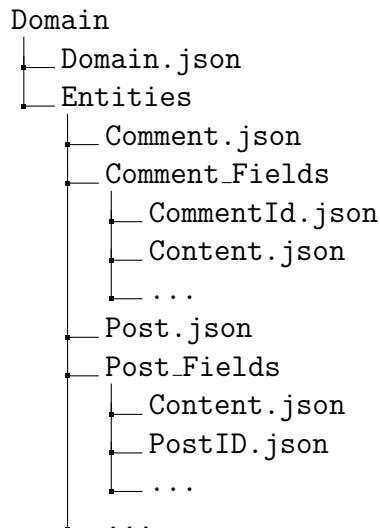 Domain
Domain.json
Entities
Comment.json
Comment_Fields
CommentId.json
Content.json
...
Post.json
Post_Fields
Content.json
PostID.json
...
...